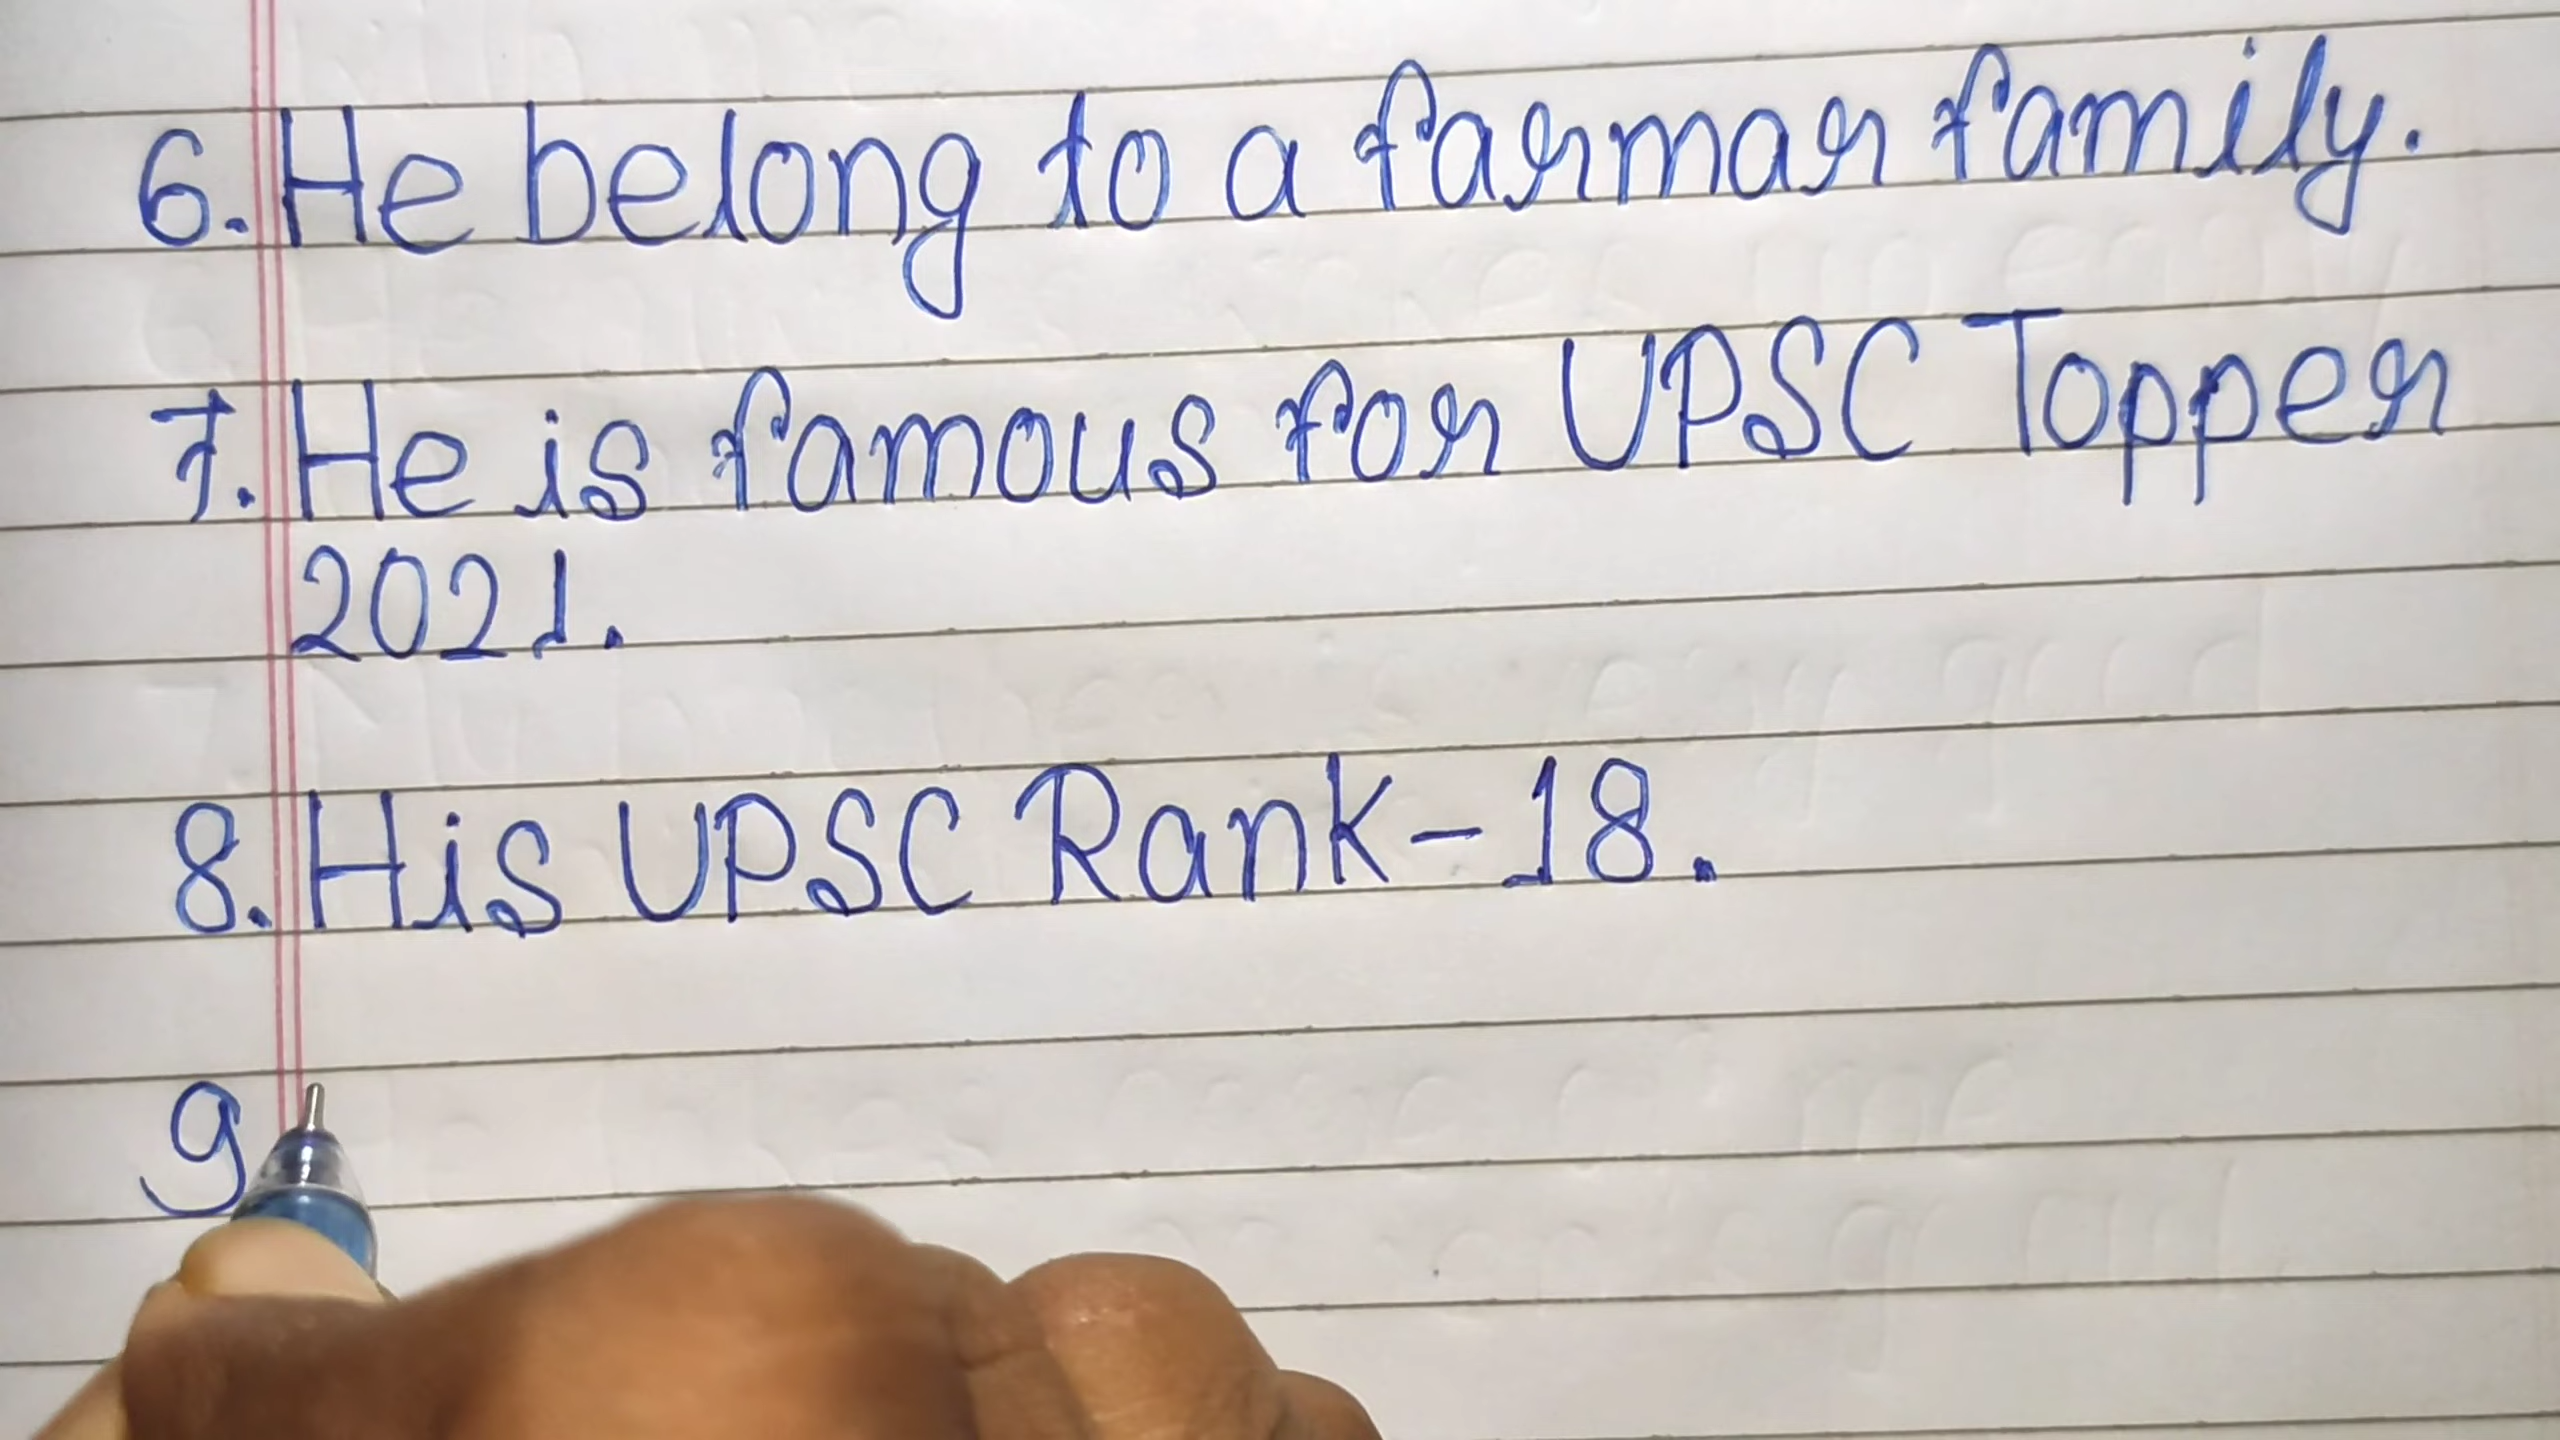 6. He belong to a farmar family.
7. He is famous for UPSC Topper
2021.
8. His UPSC Rank-18.
9